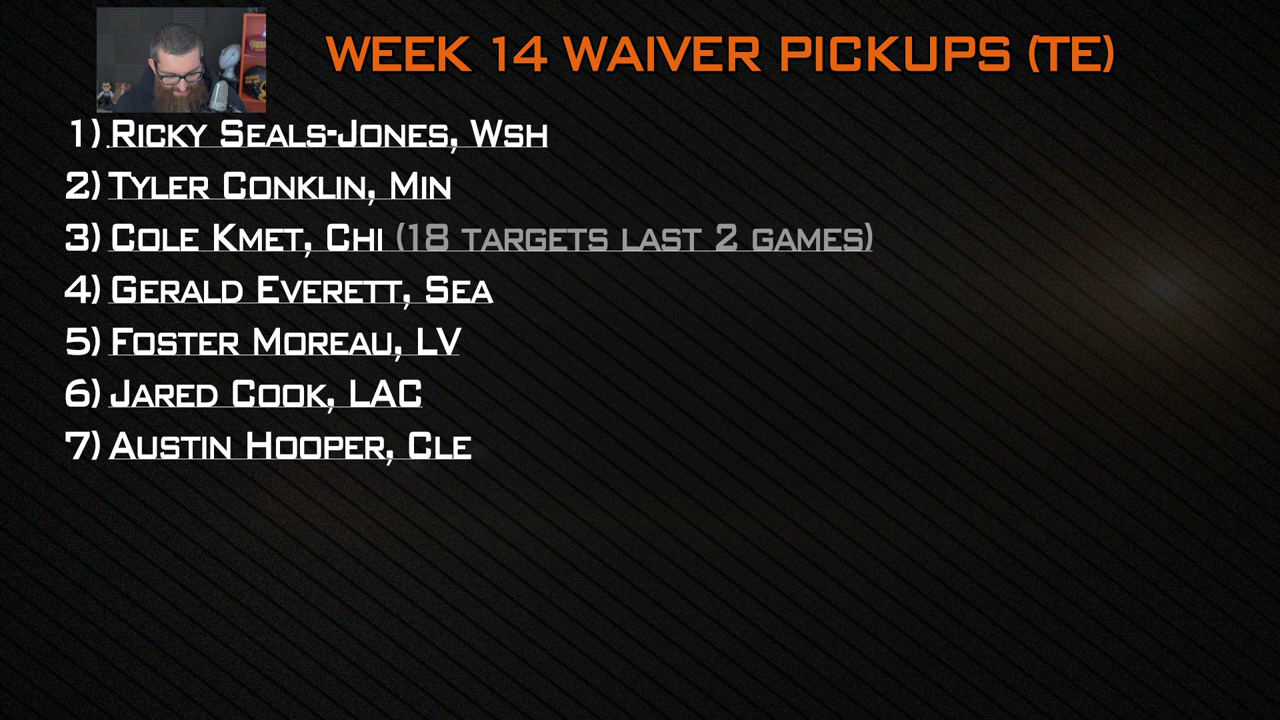 WEEK 14 WAIVER PICKUPS (TE)
1) RICKY SEALS-JONES, WSH
2) TYLER CONKLIN, MIN
3) COLE KMET, CHI (18 TARGETS LAST 2 GAMES)
4) GERALD EVERETT, SEA
5) FOSTER MOREAU, LV
6) JARED COOK, LAC
7) AUSTIN HOOPER, CLE